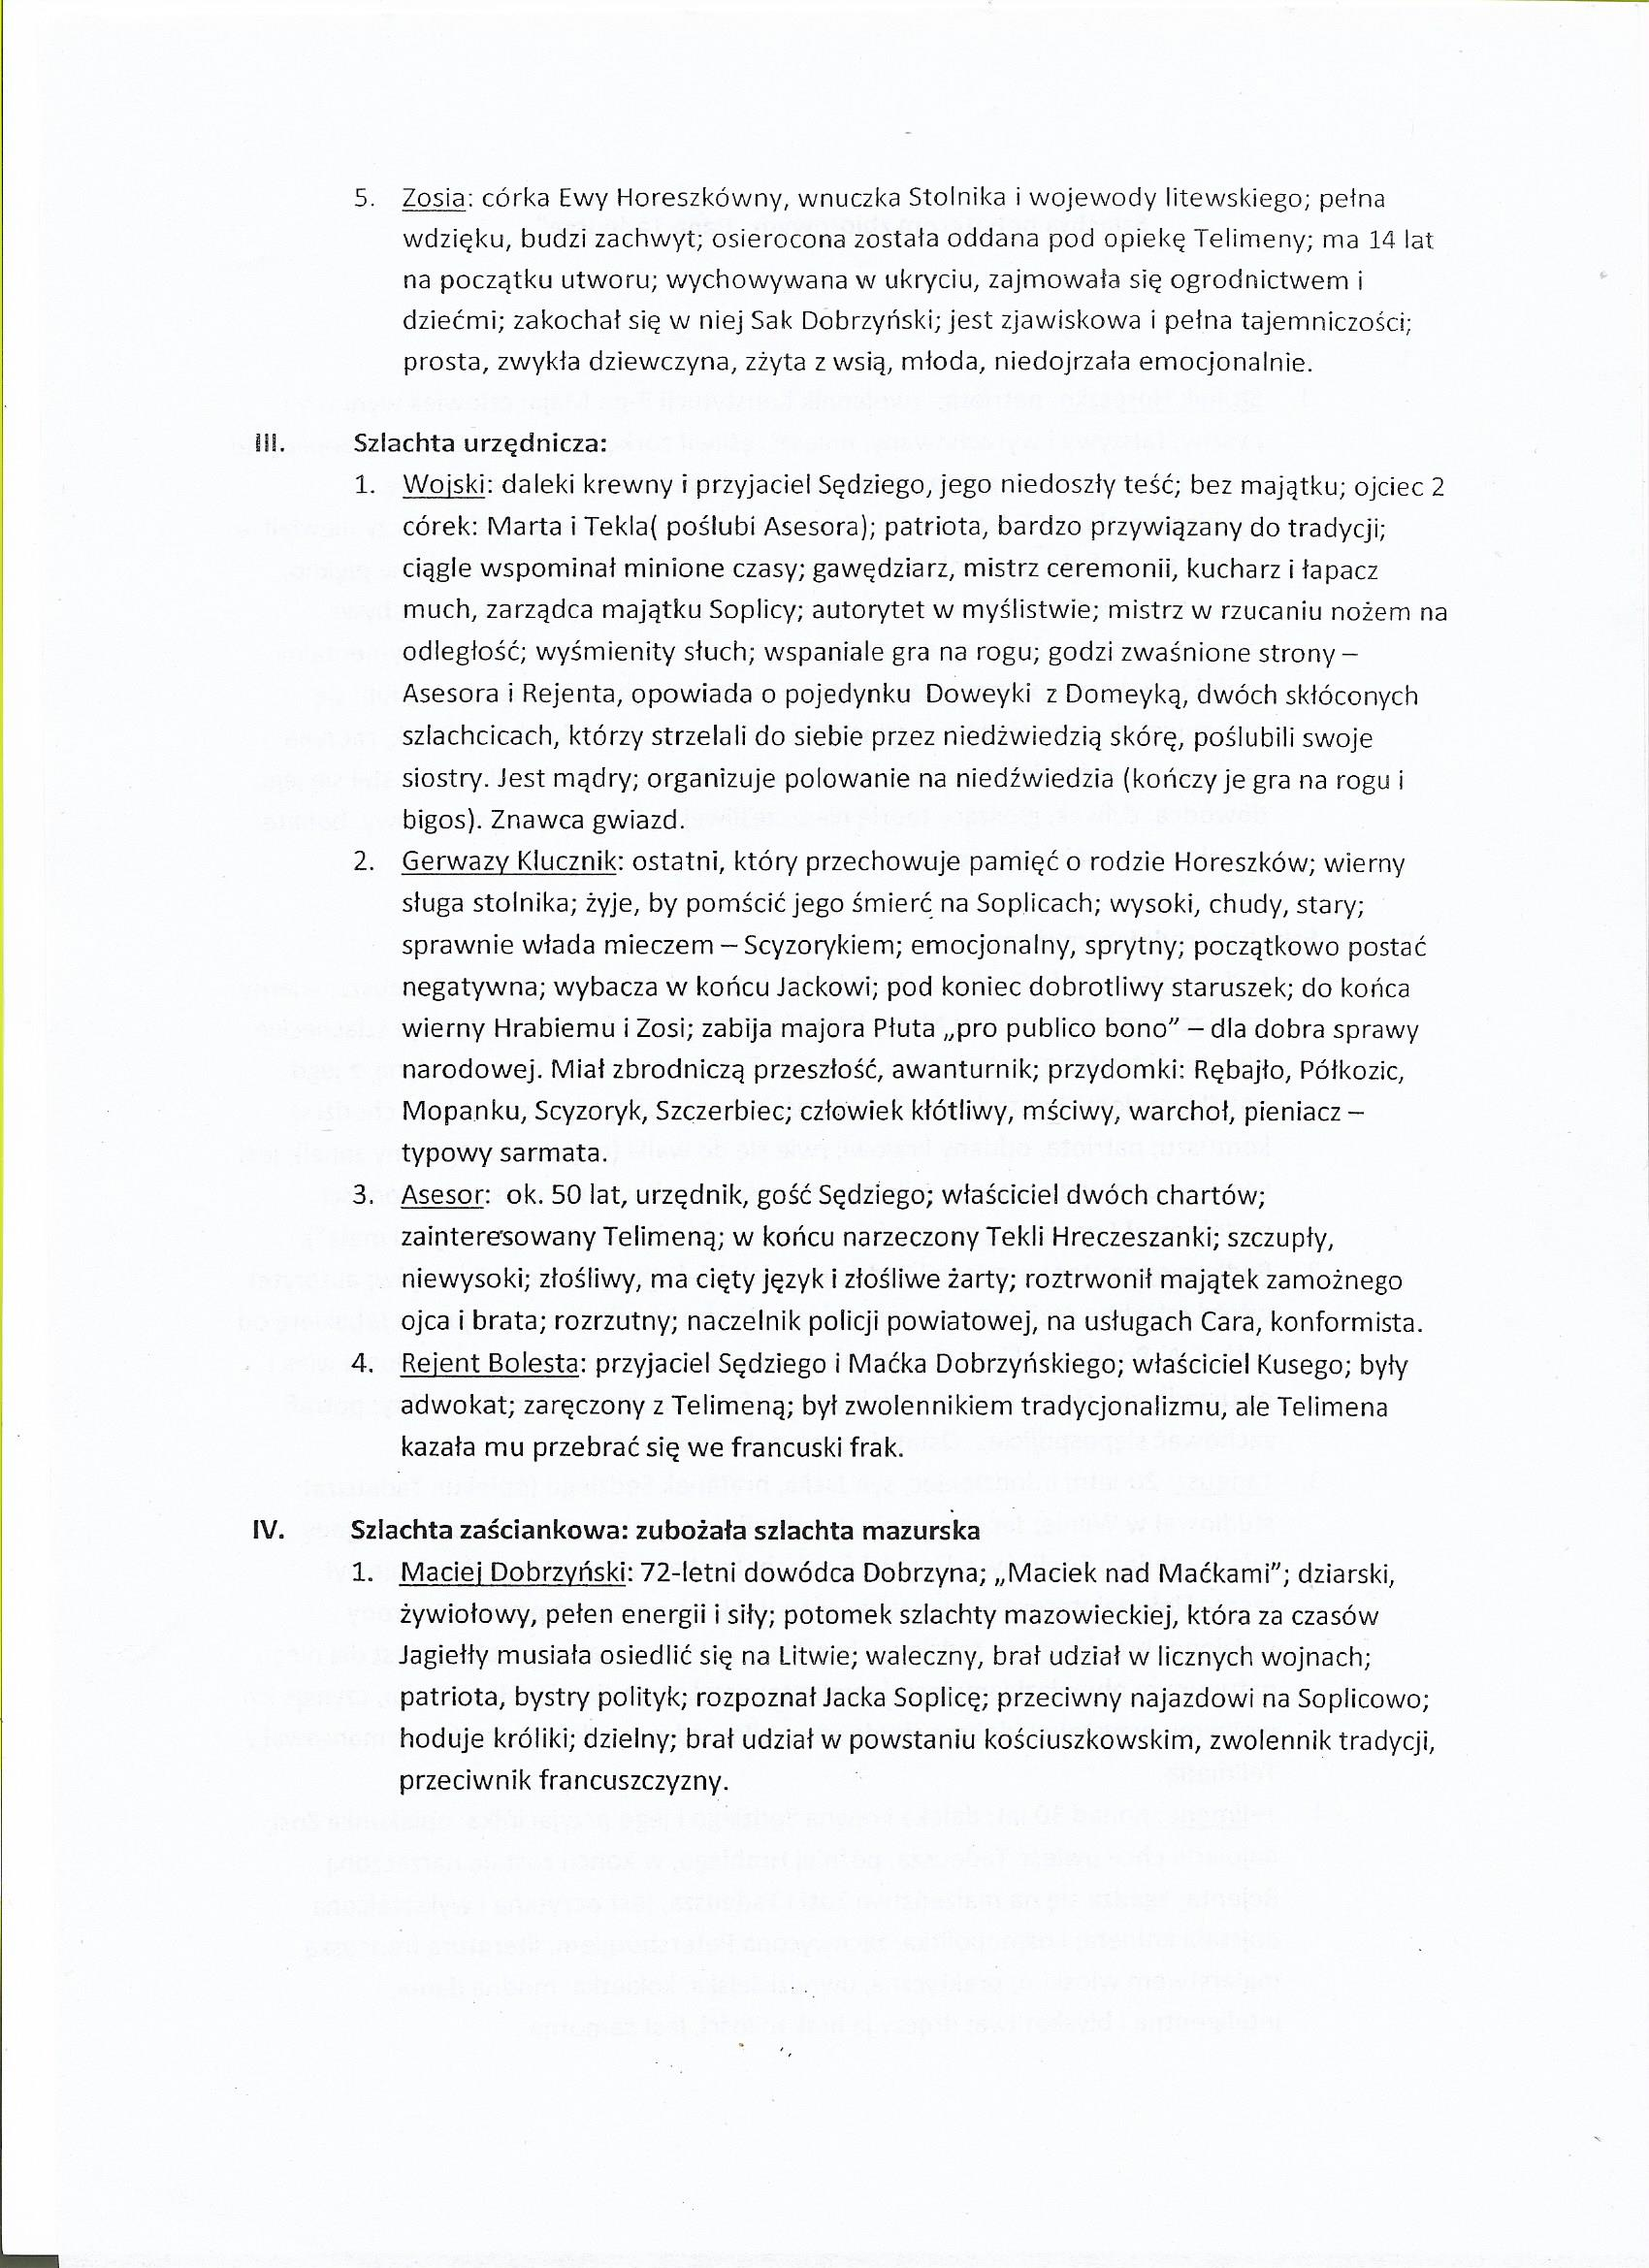 5. Zosia: córka Ewy Horeszkówny, wnuczka Stolnika i wojewody litewskiego; pełna
wdzięku, budzi zachwyt; osierocona została oddana pod opiekę Telimeny; ma 14 lat
na początku utworu; wychowywana w ukryciu, zajmowała się ogrodnictwem i
dziećmi; zakochał się w niej Sak Dobrzyński; jest zjawiskowa i pełna tajemniczości;
prosta, zwykła dziewczyna, zżyta z wsią, młoda, niedojrzała emocjonalnie.
III. Szlachta urzędnicza:
1. Wojski: daleki krewny i przyjaciel Sędziego, jego niedoszły teść; bez majątku; ojciec 2
córek: Marta i Tekla( poślubi Asesora); patriota, bardzo przywiązany do tradycji;
ciągle wspominał minione czasy; gawędziarz, mistrz ceremonii, kucharz i łapacz
much, zarządca majątku Soplicy; autorytet w myślistwie; mistrz w rzucaniu nożem na
odległość; wyśmienity słuch; wspaniale gra na rogu; godzi zwaśnione strony –
Asesora i Rejenta, opowiada o pojedynku Doweyki z Domeyką, dwóch skłóconych
szlachcicach, którzy strzelali do siebie przez niedźwiedzią skórę, poślubili swoje
siostry. Jest mądry; organizuje polowanie na niedźwiedzia (kończy je gra na rogu i
bigos). Znawca gwiazd.
2. Gerwazy Klucznik: ostatni, który przechowuje pamięć o rodzie Horeszków; wierny
sługa stolnika; żyje, by pomścić jego śmierć na Soplicach; wysoki, chudy, stary;
sprawnie włada mieczem – Scyzorykiem; emocjonalny, sprytny; początkowo postać
negatywna; wybacza w końcu Jackowi; pod koniec dobrotliwy staruszek; do końca
wierny Hrabiemu i Zosi; zabija majora Płuta „pro publico bono" – dla dobra sprawy
narodowej. Miał zbrodniczą przeszłość, awanturnik; przydomki: Rębajło, Półkozic,
Mopanku, Scyzoryk, Szczerbiec; człowiek kłótliwy, mściwy, warchoł, pieniacz –
typowy sarmata.
3. Asesor: ok. 50 lat, urzędnik, gość Sędziego; właściciel dwóch chartów;
zainteresowany Telimeną; w końcu narzeczony Tekli Hreczeszanki; szczupły,
niewysoki; złośliwy, ma cięty język i złośliwe żarty; roztrwonił majątek zamożnego
ojca i brata; rozrzutny; naczelnik policji powiatowej, na usługach Cara, konformista.
4. Rejent Bolesta: przyjaciel Sędziego i Maćka Dobrzyńskiego; właściciel Kusego; były
adwokat; zaręczony z Telimeną; był zwolennikiem tradycjonalizmu, ale Telimena
kazała mu przebrać się we francuski frak.
IV. Szlachta zaściankowa: zubożała szlachta mazurska
1. Maciej Dobrzyński: 72-letni dowódca Dobrzyna; „Maciek nad Maćkami"; dziarski,
żywiołowy, pełen energii i siły; potomek szlachty mazowieckiej, która za czasów
Jagiełły musiała osiedlić się na Litwie; waleczny, brał udział w licznych wojnach;
patriota, bystry polityk; rozpoznał Jacka Soplicę; przeciwny najazdowi na Soplicowo;
hoduje króliki; dzielny; brał udział w powstaniu kościuszkowskim, zwolennik tradycji,
przeciwnik francuszczyzny.